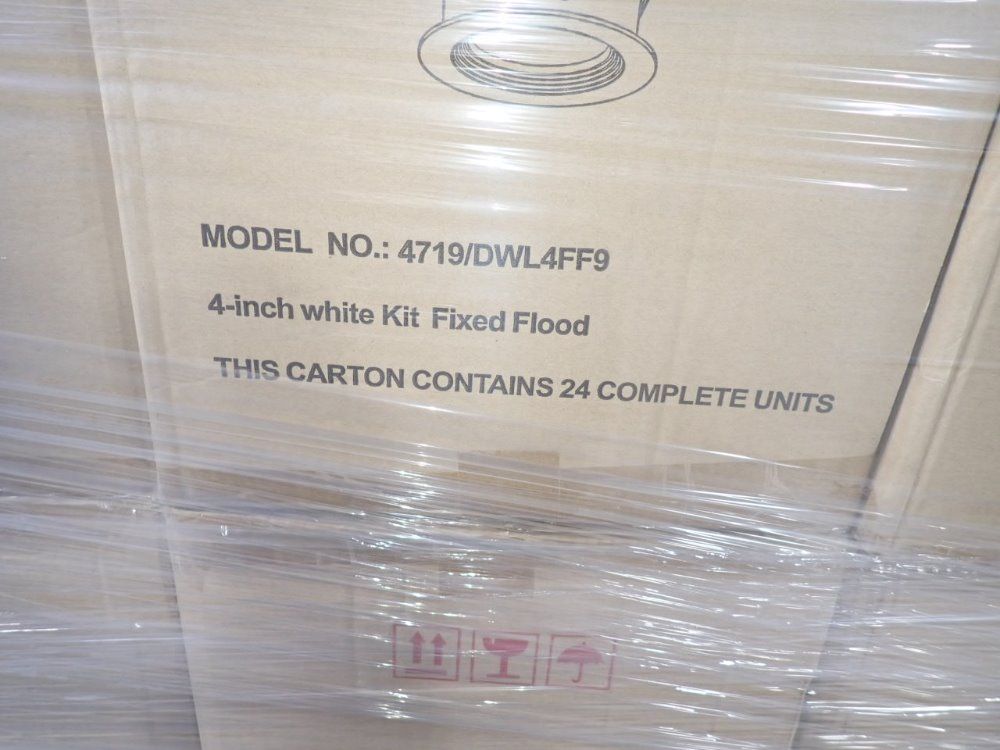 MODEL NO.: 4719/DWL4FF9
4-inch white Kit Fixed Flood
THIS CARTON CONTAINS 24 COMPLETE UNITS